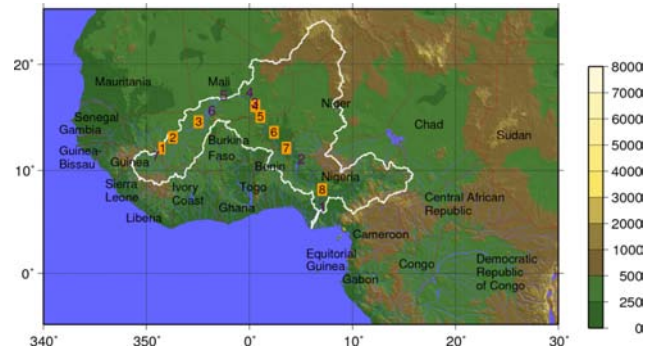 20°
10°
0°
340°
350°
0°
10°
20°
30°
Mauritania
Mali
Niger
Chad
Sudan
Senegal
Gambia
Guinea-
Bissau
Guinea
Sierra
Leone
Liberia
Ivory
Coast
Burkina
Faso
Ghana
Togo
Benin
Nigeria
Cameroon
Central African
Republic
Equitorial
Guinea
Gabon
Congo
Democratic
Republic
of Congo
1
2
3
6
4
4
5
6
7
2
8
8000
7000
6000
5000
4000
3000
2000
1000
500
250
0